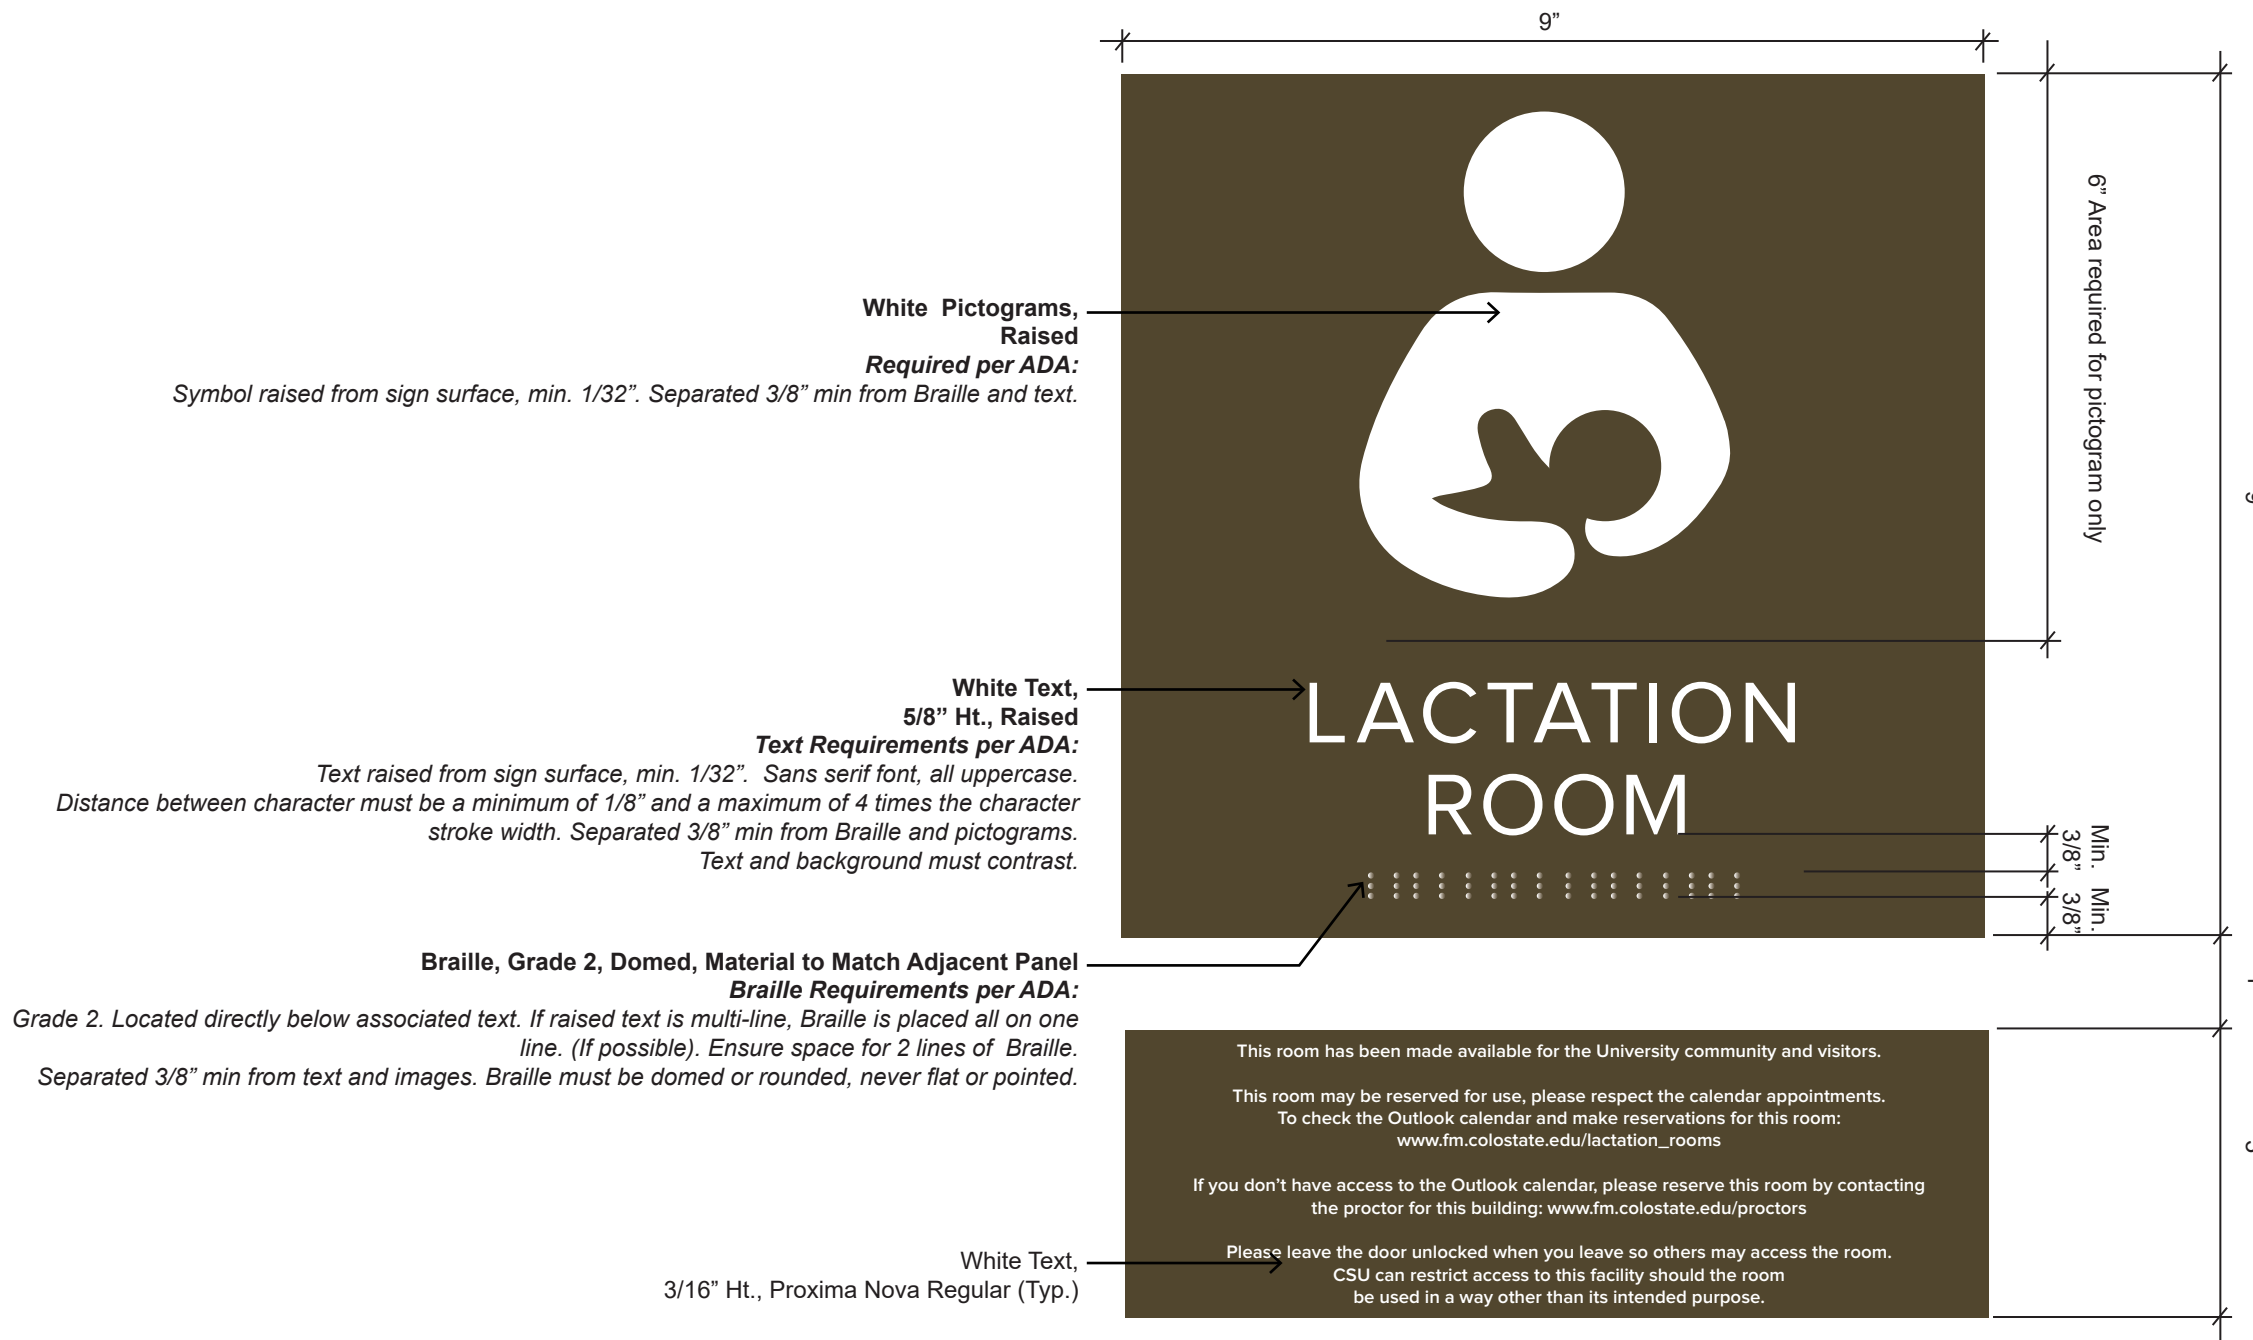 9”
White Pictograms,
Raised
Required per ADA:
Symbol raised from sign surface, min. 1/32”. Separated 3/8” min from Braille and text.
6” Area required for pictogram only
White Text,
5/8” Ht., Raised
Text Requirements per ADA:
Text raised from sign surface, min. 1/32”. Sans serif font, all uppercase.
Distance between character must be a minimum of 1/8” and a maximum of 4 times the character
stroke width. Separated 3/8” min from Braille and pictograms.
Text and background must contrast.
LACTATION
ROOM
Min.
3/8”
Min.
3/8”
Braille, Grade 2, Domed, Material to Match Adjacent Panel
Braille Requirements per ADA:
Grade 2. Located directly below associated text. If raised text is multi-line, Braille is placed all on one
line. (If possible). Ensure space for 2 lines of Braille.
Separated 3/8” min from text and images. Braille must be domed or rounded, never flat or pointed.
This room has been made available for the University community and visitors.
This room may be reserved for use, please respect the calendar appointments.
To check the Outlook calendar and make reservations for this room:
www.fm.colostate.edu/lactation_rooms
If you don’t have access to the Outlook calendar, please reserve this room by contacting
the proctor for this building: www.fm.colostate.edu/proctors
Please leave the door unlocked when you leave so others may access the room.
CSU can restrict access to this facility should the room
be used in a way other than its intended purpose.
White Text,
3/16” Ht., Proxima Nova Regular (Typ.)